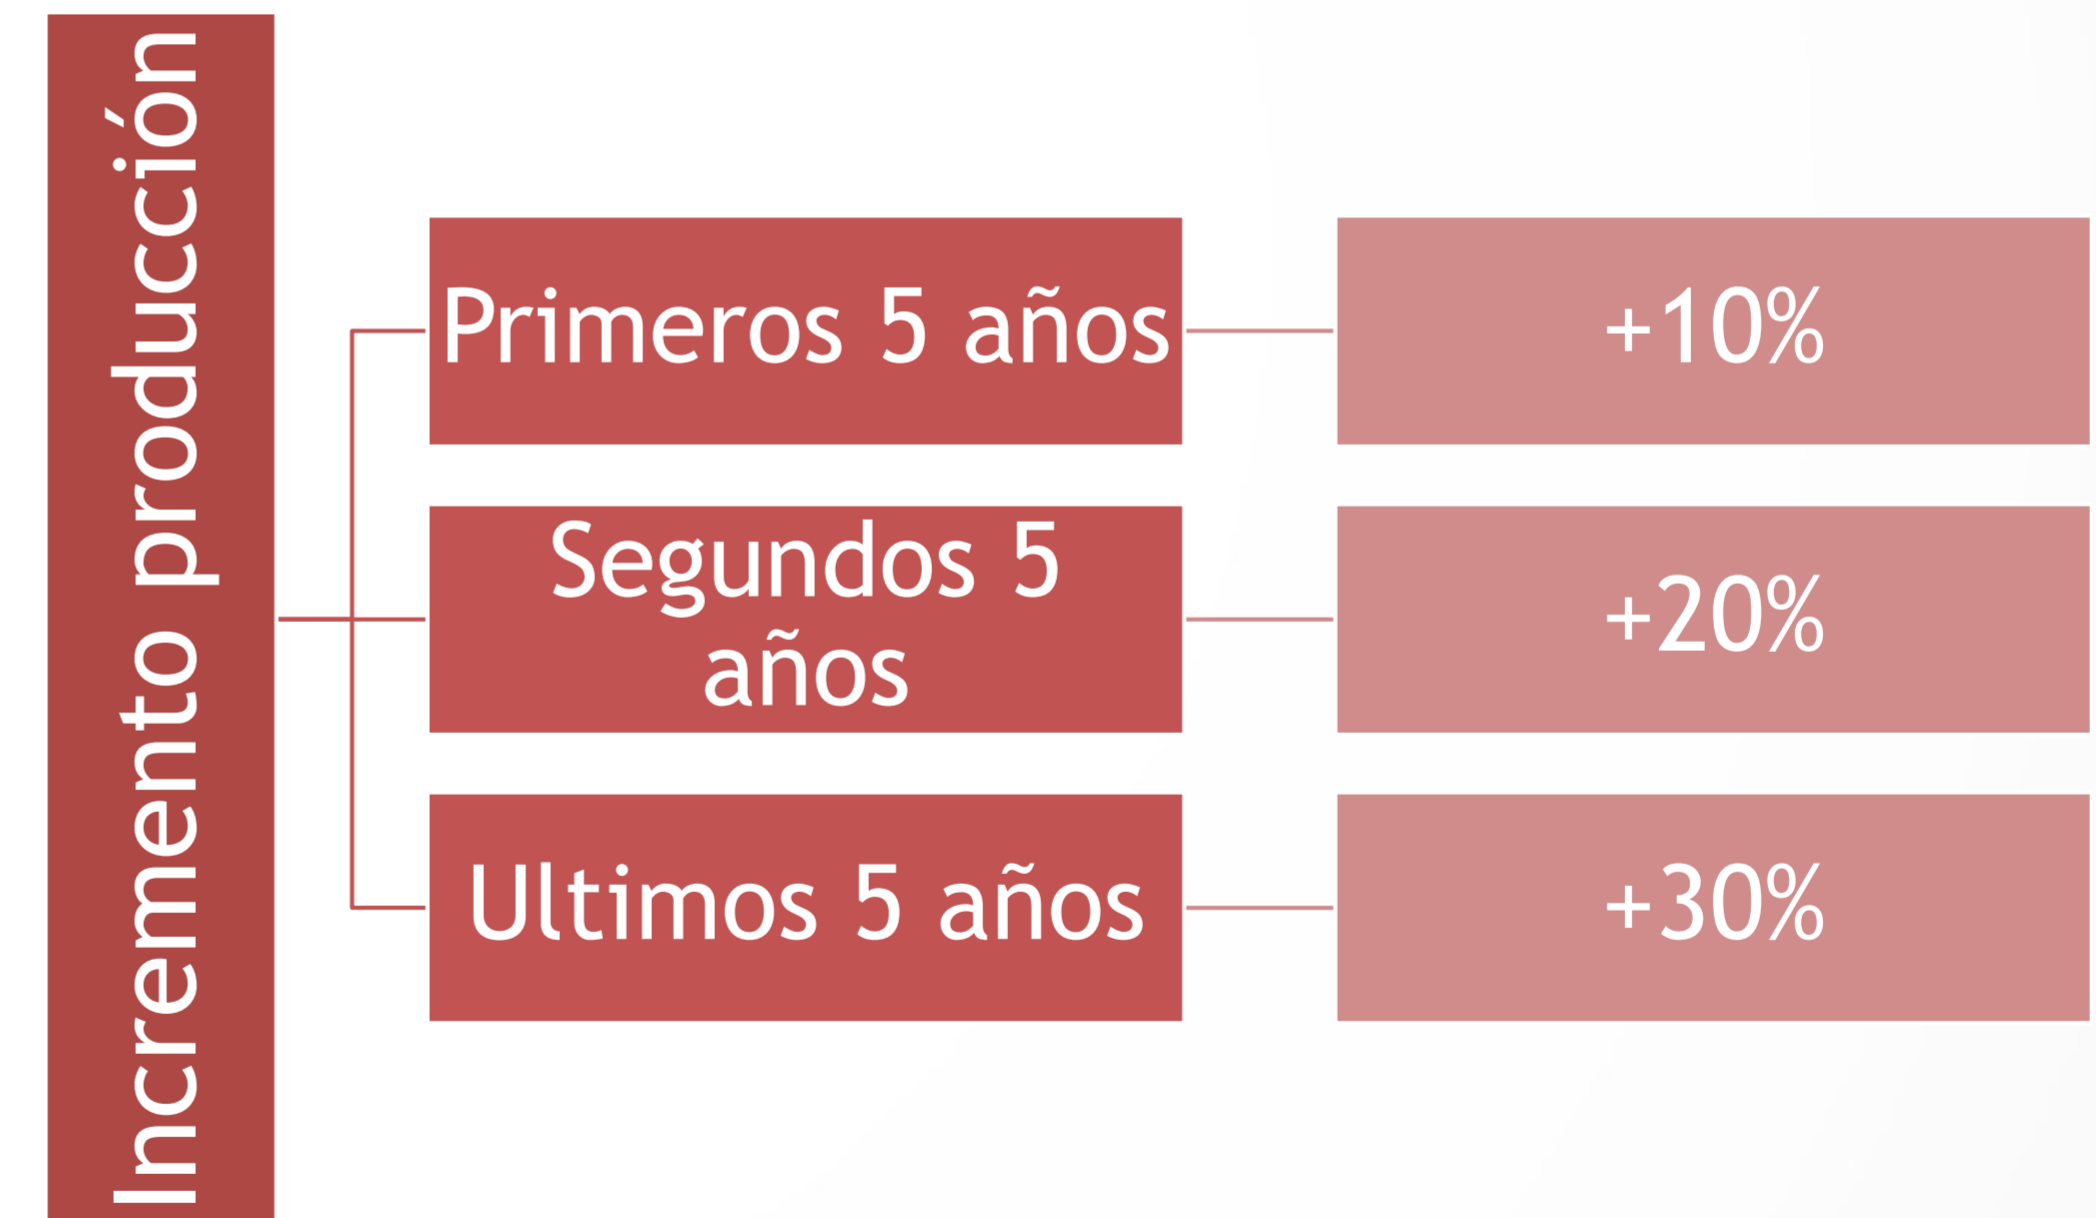 Incremento producción
Primeros 5 años
+10%
Segundos 5
años
+20%
Ultimos 5 años
+30%